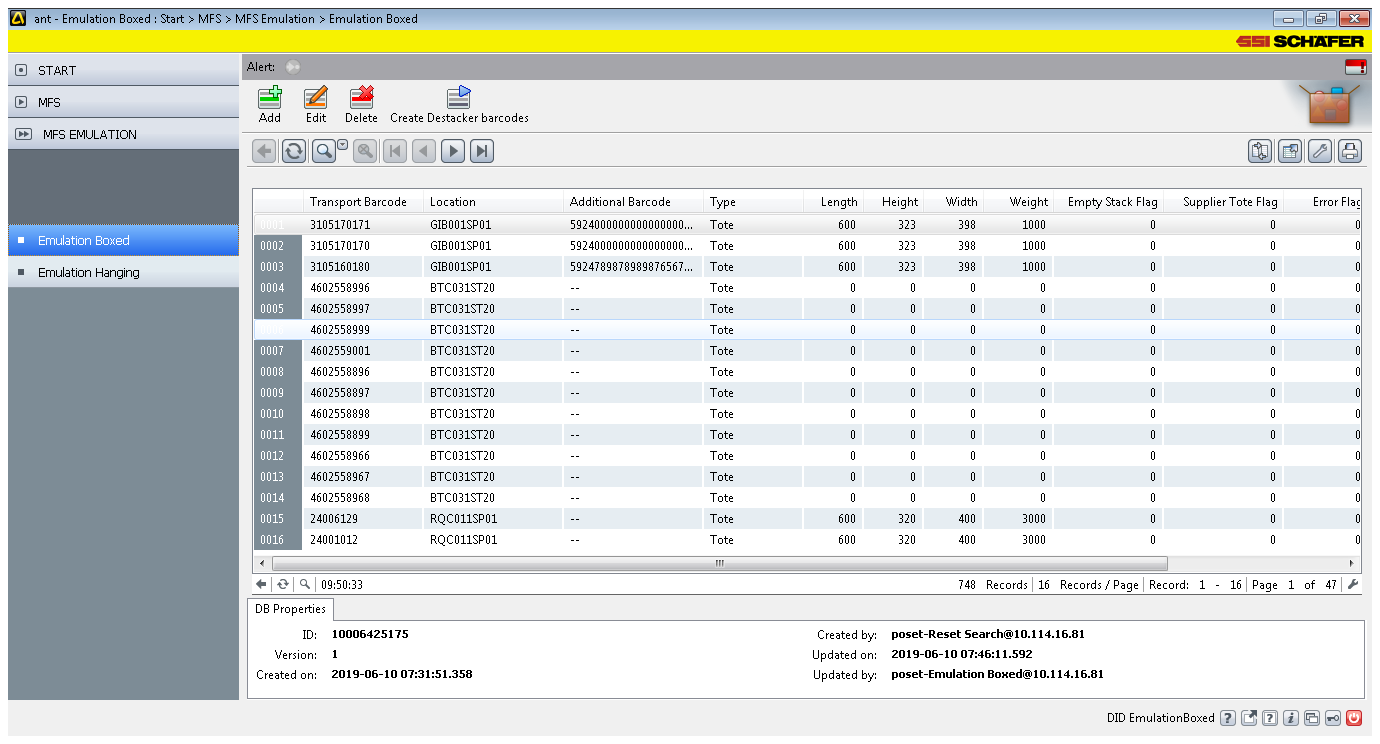 ant - Emulation Boxed : Start > MFS > MFS Emulation > Emulation Boxed
SSI SCHÄFER
START
MFS
MFS EMULATION
Emulation Boxed
Emulation Hanging
Alert:
Add Edit Delete Create Destacker barcodes
Transport Barcode Location Additional Barcode Type Length Height Width Weight Empty Stack Flag Supplier Tote Flag Error Flag
0001 3105170171 GIB001SP01 5924000000000000000... Tote 600 323 398 1000 0 0 0
0002 3105170170 GIB001SP01 5924000000000000000... Tote 600 323 398 1000 0 0 0
0003 3105160180 GIB001SP01 5924789878989876567... Tote 600 323 398 1000 0 0 0
0004 4602558996 BTC031ST20 -- Tote 0 0 0 0 0 0 0
0005 4602558997 BTC031ST20 -- Tote 0 0 0 0 0 0 0
4602558999 BTC031ST20 -- Tote 0 0 0 0 0 0 0
0007 4602559001 BTC031ST20 -- Tote 0 0 0 0 0 0 0
0008 4602558896 BTC031ST20 -- Tote 0 0 0 0 0 0 0
0009 4602558897 BTC031ST20 -- Tote 0 0 0 0 0 0 0
0010 4602558898 BTC031ST20 -- Tote 0 0 0 0 0 0 0
0011 4602558899 BTC031ST20 -- Tote 0 0 0 0 0 0 0
0012 4602558966 BTC031ST20 -- Tote 0 0 0 0 0 0 0
0013 4602558967 BTC031ST20 -- Tote 0 0 0 0 0 0 0
0014 4602558968 BTC031ST20 -- Tote 0 0 0 0 0 0 0
0015 24006129 RQC011SP01 -- Tote 600 320 400 3000 0 0 0
0016 24001012 RQC011SP01 -- Tote 600 320 400 3000 0 0 0
09:50:33 748 Records 16 Records / Page Record: 1 - 16 Page 1 of 47
DB Properties
ID: 10006425175 Created by: poset-Reset Search@10.114.16.81
Version: 1 Updated on: 2019-06-10 07:46:11.592
Created on: 2019-06-10 07:31:51.358 Updated by: poset-Emulation Boxed@10.114.16.81
DID EmulationBoxed